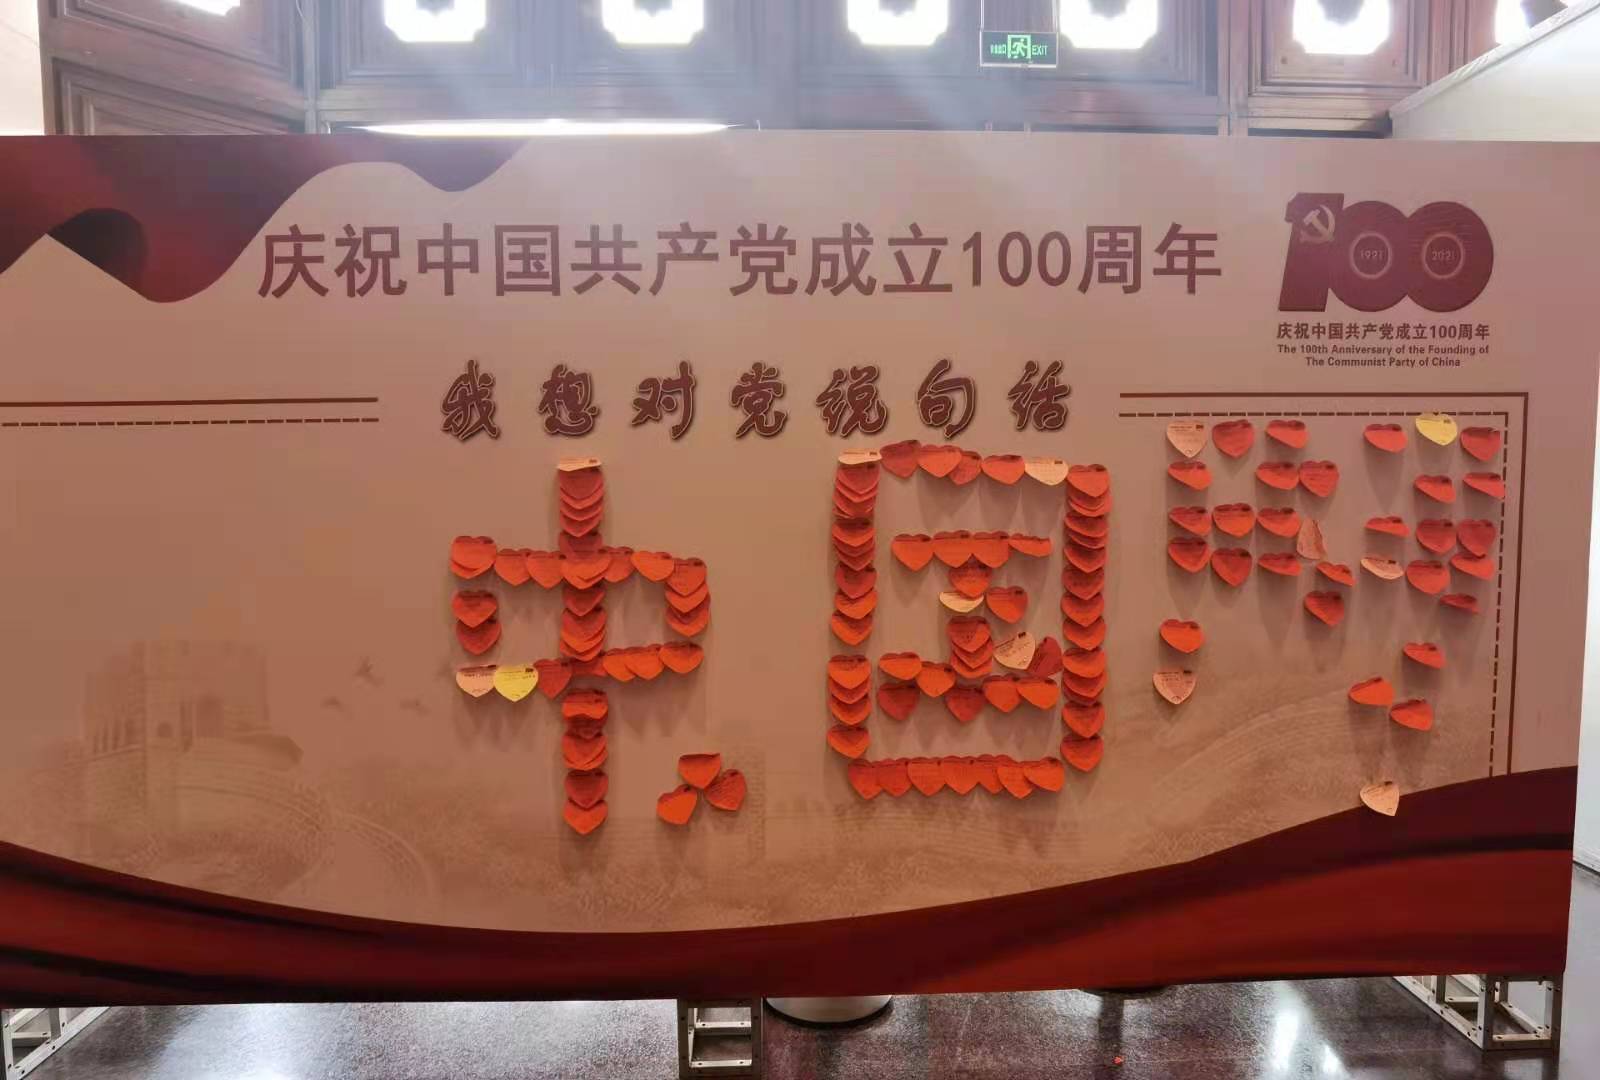 EXIT
庆祝中国共产党成立100周年
100
1921
2021
庆祝中国共产党成立100周年
The 100th Anniversary of the Founding of
The Communist Party of China
我想对党说句话
中国